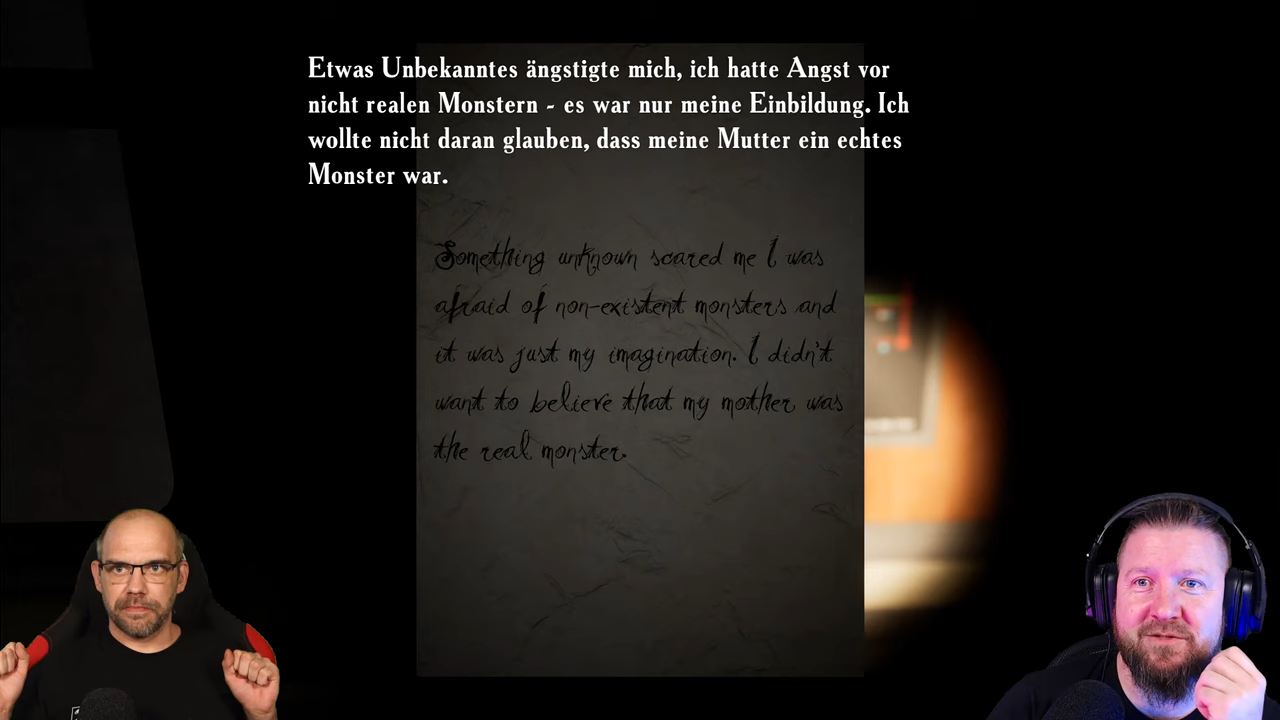 Etwas Unbekanntes ängstigte mich, ich hatte Angst vor
nicht realen Monstern - es war nur meine Einbildung. Ich
wollte nicht daran glauben, dass meine Mutter ein echtes
Monster war.
Something unknown scared me I was
afraid of non-existent monsters and
it was just my imagination. I didn't
want to believe that my mother was
the real monster.